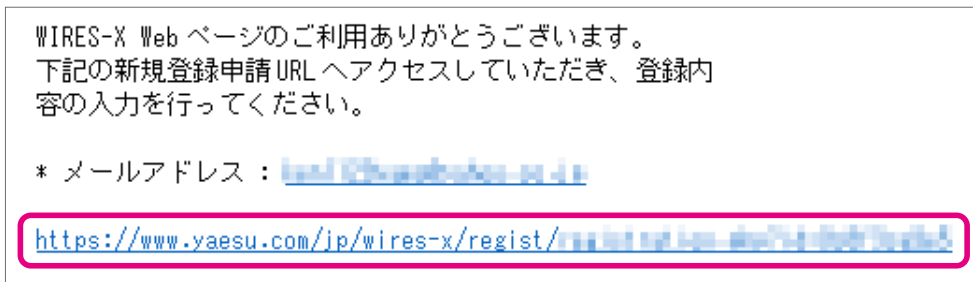 WIRES-X Web ページのご利用ありがとうございます。
下記の新規登録申請 URL へアクセスしていただき、登録内
容の入力を行ってください。
* メールアドレス :
https://www.yaesu.com/jp/wires-x/regist/